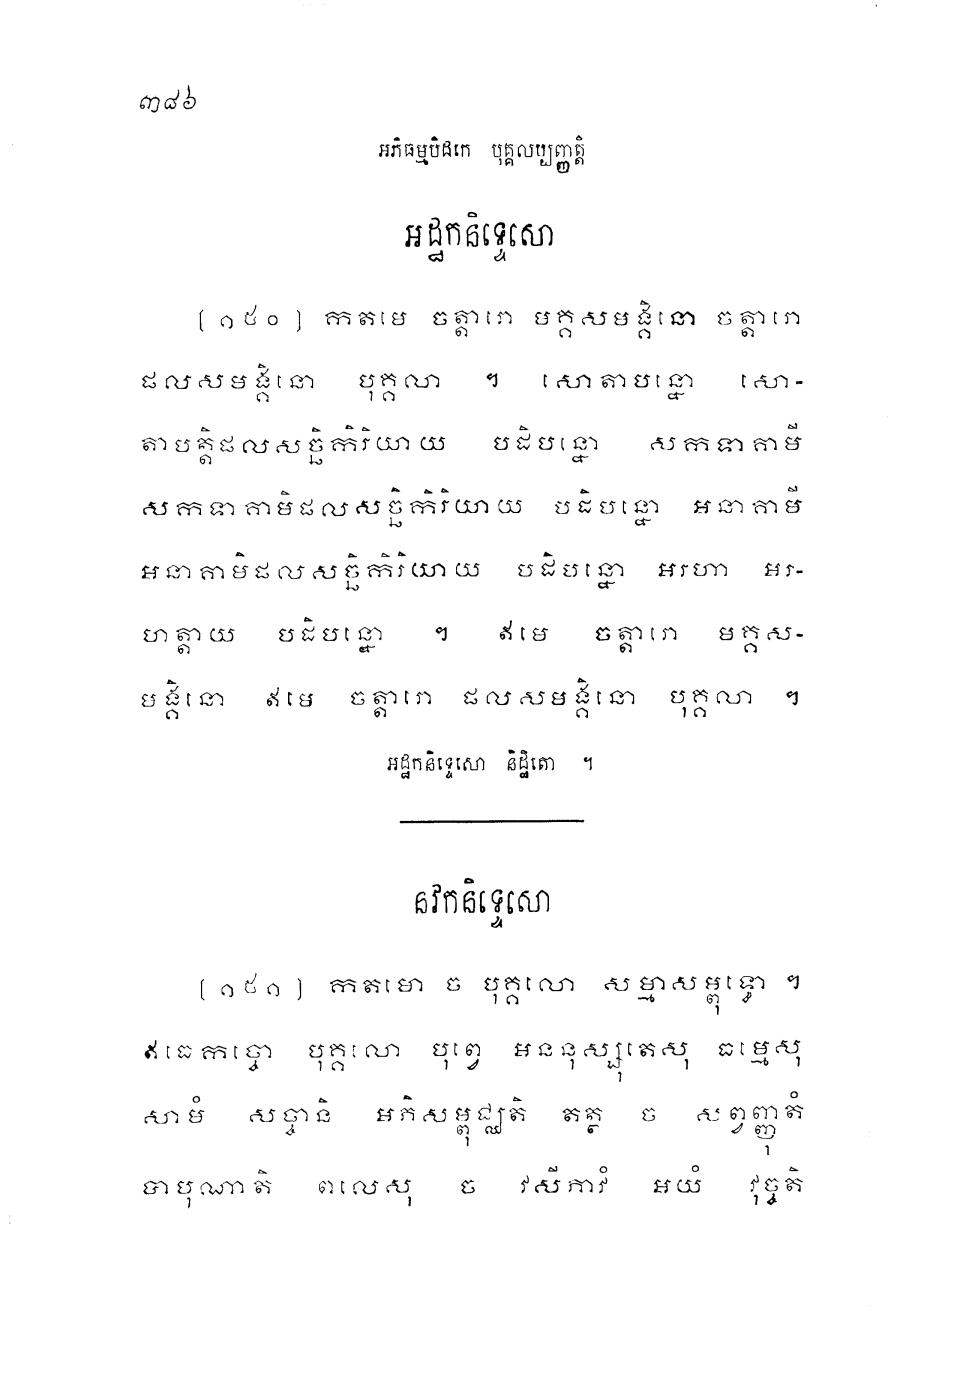 ៣៨៦
អភិធម្មបិដកេ បុគ្គលប្បញ្ញត្តិ
អដ្ឋកនិទ្ទេសោ
[១៥០] កតមេ ចត្តារោ មគ្គសមង្គិនោ ចត្តារោ
ផលសមង្គិនោ បុគ្គលា ។ សោតាបន្នោ សោ-
តាបត្តិផលសច្ឆិកិរិយាយ បដិបន្នោ សកទាគាមី
សកទាគាមិផលសច្ឆិកិរិយាយ បដិបន្នោ អនាគាមី
អនាគាមិផលសច្ឆិកិរិយាយ បដិបន្នោ អរហា អរ-
ហត្តាយ បដិបន្នោ ។ ឥមេ ចត្តារោ មគ្គស-
មង្គិនោ ឥមេ ចត្តារោ ផលសមង្គិនោ បុគ្គលា ។
អដ្ឋកនិទ្ទេសោ និដ្ឋិតោ ។
នវកនិទ្ទេសោ
[១៥១] កតមោ ច បុគ្គលោ សម្មាសម្ពុទ្ធោ ។
ឥធេកច្ចោ បុគ្គលោ បុព្វេ អននុស្សុតេសុ ធម្មេសុ
សាមំ សច្ចានិ អភិសម្ពុជ្ឈតិ តត្ថ ច សព្វញ្ញុតំ
បាបុណាតិ ពលេសុ ច វសីភាវំ អយំ វុច្ចតិ